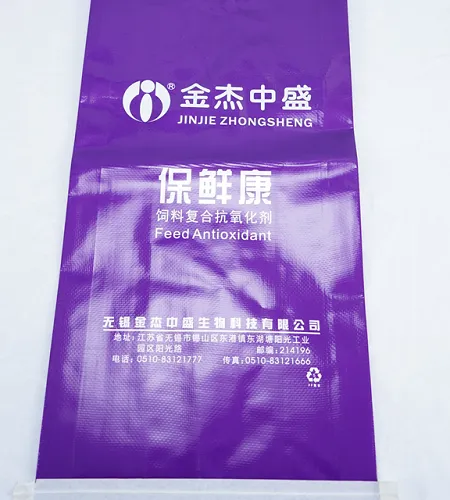 ® 金杰中盛
JINJIE ZHONGSHENG
保鲜康
饲料复合抗氧化剂
Feed Antioxidant
无锡金杰中盛生物科技有限公司
地址:江苏省无锡市锡山区东港镇东湖塘阳光工业
园区阳光路 邮编:214196
电话:0510-83121777 传真:0510-83121666